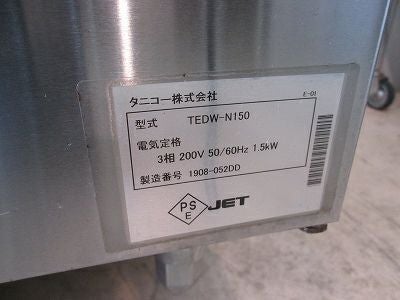 タニコー株式会社
E-01
型式 TEDW-N150
電気定格
3相 200V 50/60Hz 1.5kW
製造番号 1908-052DD
PS
E
JET